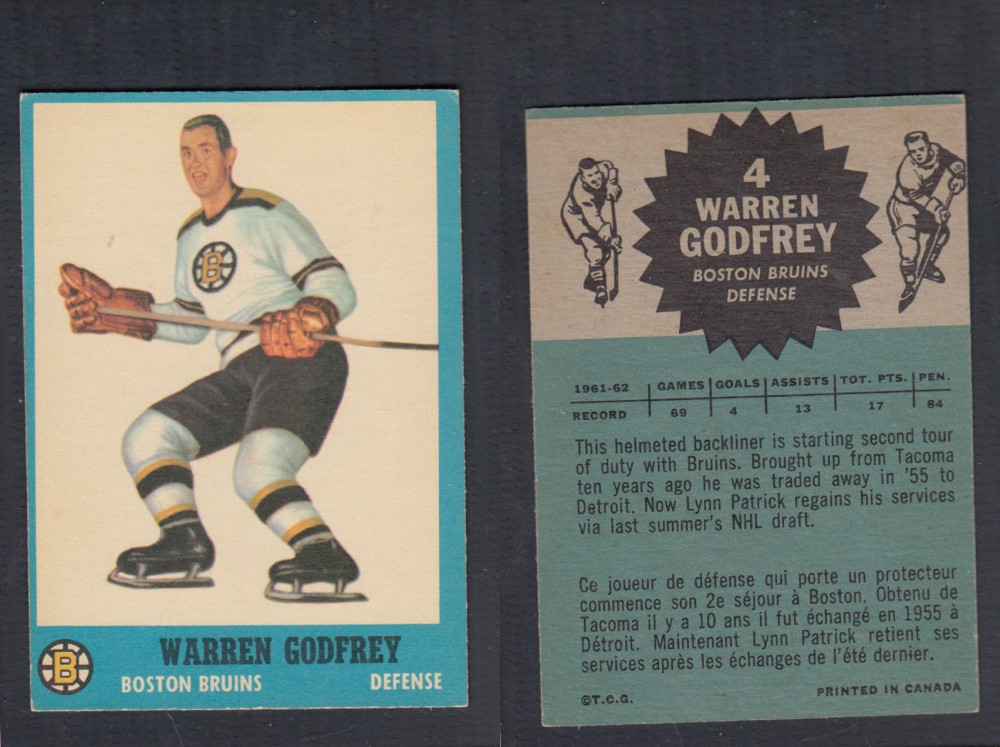 B
WARREN GODFREY
B
BOSTON BRUINS DEFENSE
4
WARREN
GODFREY
BOSTON BRUINS
DEFENSE
1961-62 GAMES GOALS ASSISTS TOT. PTS. PEN.
RECORD 69 4 13 17 84
This helmeted backliner is starting second tour
of duty with Bruins. Brought up from Tacoma
ten years ago he was traded away in '55 to
Detroit. Now Lynn Patrick regains his services
via last summer's NHL draft.
Ce joueur de défense qui porte un protecteur
commence son 2e séjour à Boston. Obtenu de
Tacoma il y a 10 ans il fut échangé en 1955 à
Détroit. Maintenant Lynn Patrick retient ses
services après les échanges de l'été dernier.
©T.C.G. PRINTED IN CANADA